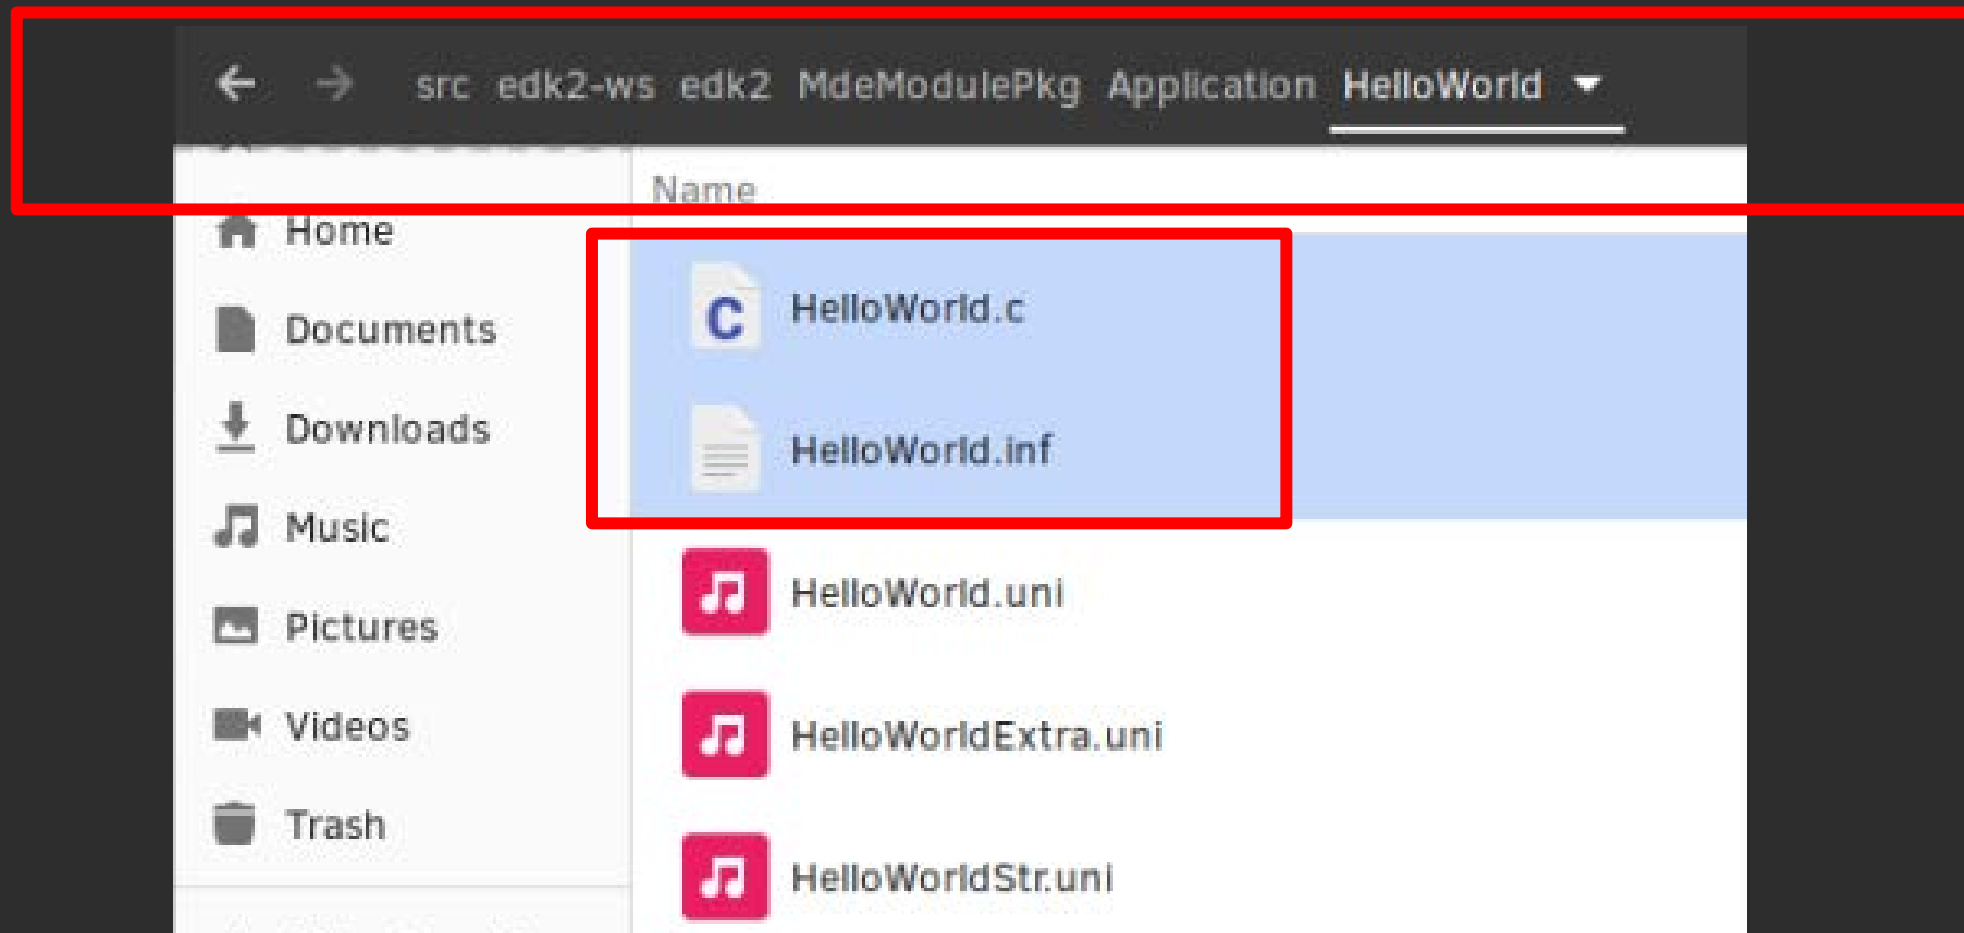 src edk2-ws edk2 MdeModulePkg Application HelloWorld
Name
Home
Documents
Downloads
Music
Pictures
Videos
Trash
C HelloWorld.c
HelloWorld.inf
HelloWorld.uni
HelloWorldExtra.uni
HelloWorldStr.uni